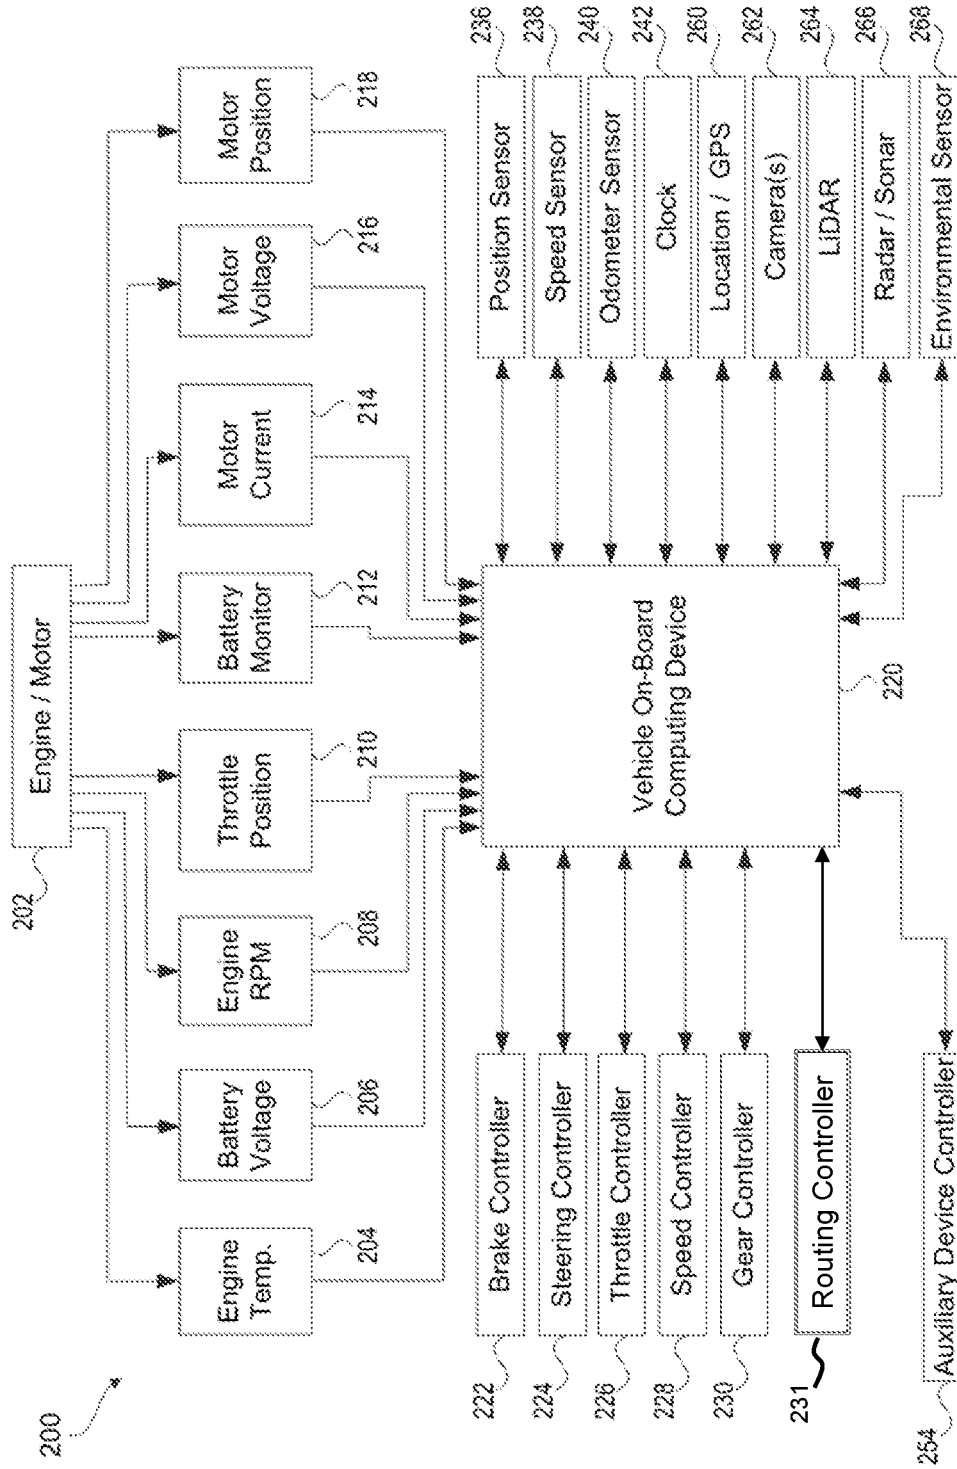 200
202
Engine / Motor
Engine
Temp.
204
Battery
Voltage
206
Engine
RPM
208
Throttle
Position
210
Battery
Monitor
212
Motor
Current
214
Motor
Voltage
216
Motor
Position
218
Vehicle On-Board
Computing Device
220
222
Brake Controller
224
Steering Controller
226
Throttle Controller
228
Speed Controller
230
Gear Controller
231
Routing Controller
254
Auxiliary Device Controller
Position Sensor
236
Speed Sensor
238
Odometer Sensor
240
Clock
242
Location / GPS
260
Camera(s)
262
LiDAR
264
Radar / Sonar
266
Environmental Sensor
268